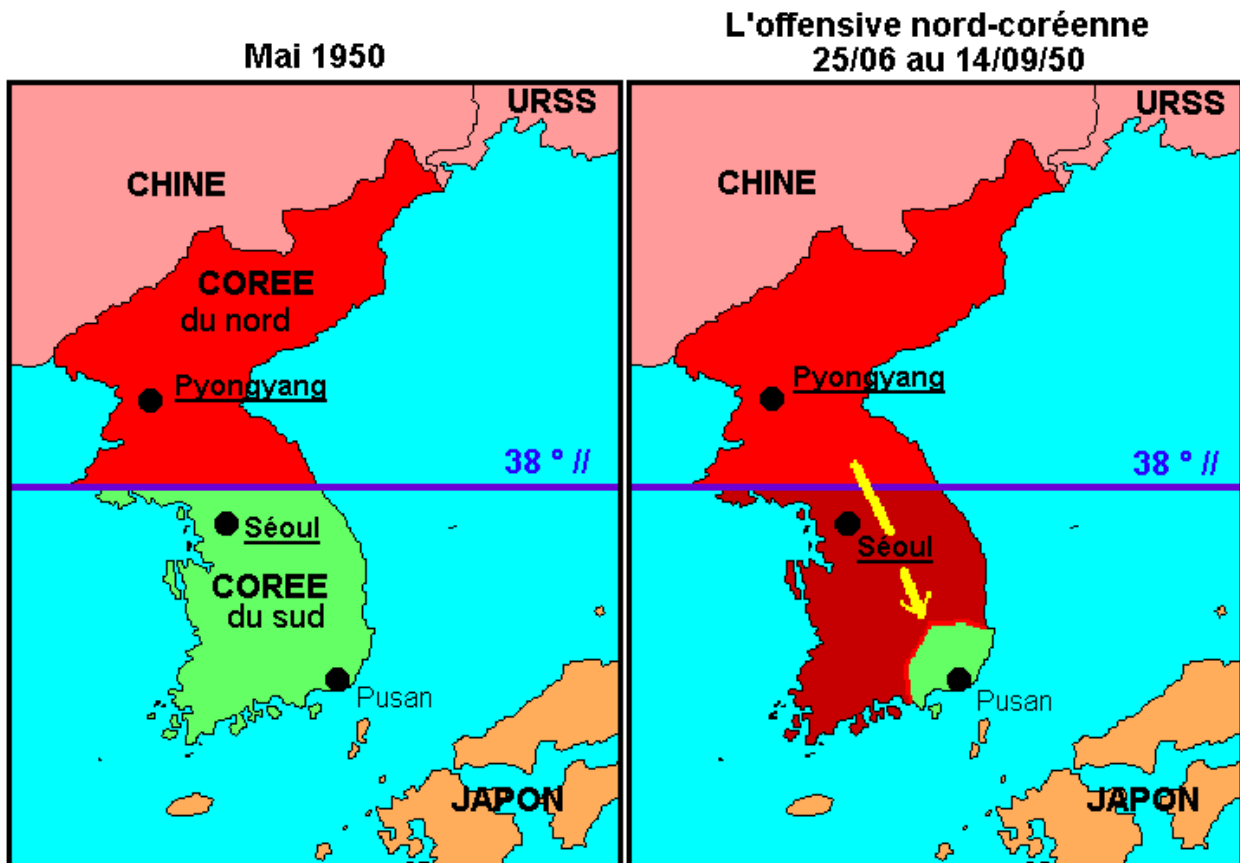 Mai 1950
URSS
CHINE
COREE
du nord
Pyongyang
38 ° //
Séoul
COREE
du sud
Pusan
JAPON
L'offensive nord-coréenne
25/06 au 14/09/50
URSS
CHINE
Pyongyang
38 ° //
Séoul
Pusan
JAPON